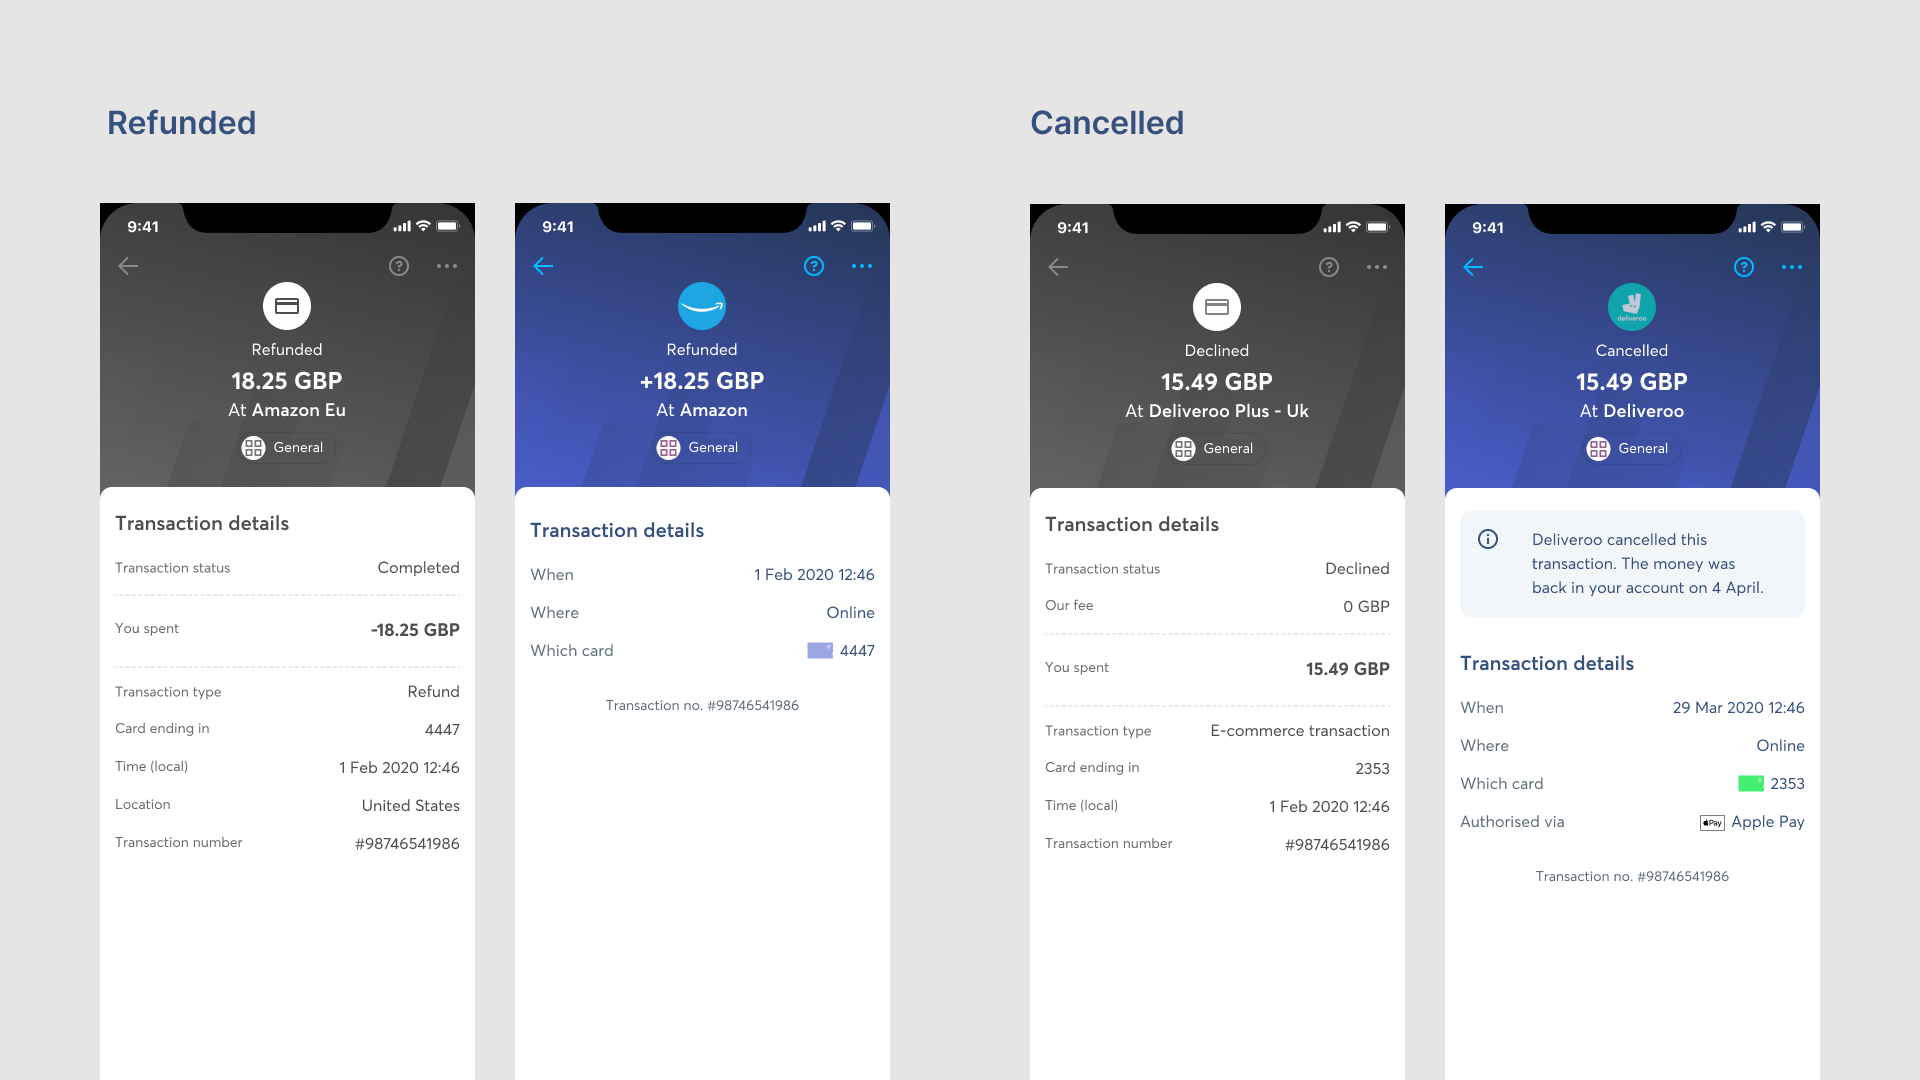 Refunded
9:41
Refunded
18.25 GBP
At Amazon Eu
General
Transaction details
Transaction status Completed
You spent -18.25 GBP
Transaction type Refund
Card ending in 4447
Time (local) 1 Feb 2020 12:46
Location United States
Transaction number #98746541986
9:41
Refunded
+18.25 GBP
At Amazon
General
Transaction details
When 1 Feb 2020 12:46
Where Online
Which card 4447
Transaction no. #98746541986
Cancelled
9:41
Declined
15.49 GBP
At Deliveroo Plus - Uk
General
Transaction details
Transaction status Declined
Our fee 0 GBP
You spent 15.49 GBP
Transaction type E-commerce transaction
Card ending in 2353
Time (local) 1 Feb 2020 12:46
Transaction number #98746541986
9:41
deliveroo
Cancelled
15.49 GBP
At Deliveroo
General
Deliveroo cancelled this
transaction. The money was
back in your account on 4 April.
Transaction details
When 29 Mar 2020 12:46
Where Online
Which card 2353
Authorised via Pay Apple Pay
Transaction no. #98746541986